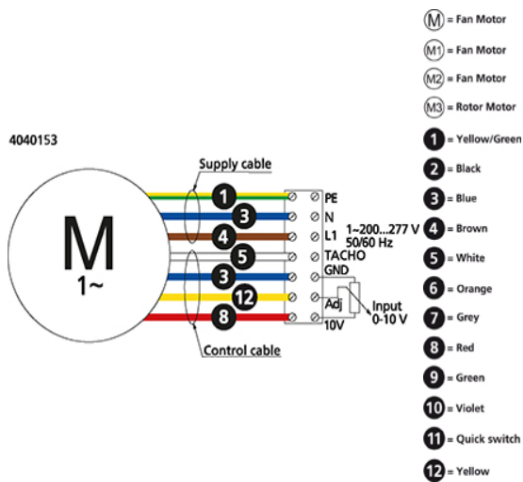 4040153
Supply cable
M
1~
1
3
4
5
3
12
8
Control cable
PE
N
L1
TACHO
GND
Adj
10V
1~200...277 V
50/60 Hz
Input
0-10 V
M = Fan Motor
M1 = Fan Motor
M2 = Fan Motor
M3 = Rotor Motor
1 = Yellow/Green
2 = Black
3 = Blue
4 = Brown
5 = White
6 = Orange
7 = Grey
8 = Red
9 = Green
10 = Violet
11 = Quick switch
12 = Yellow